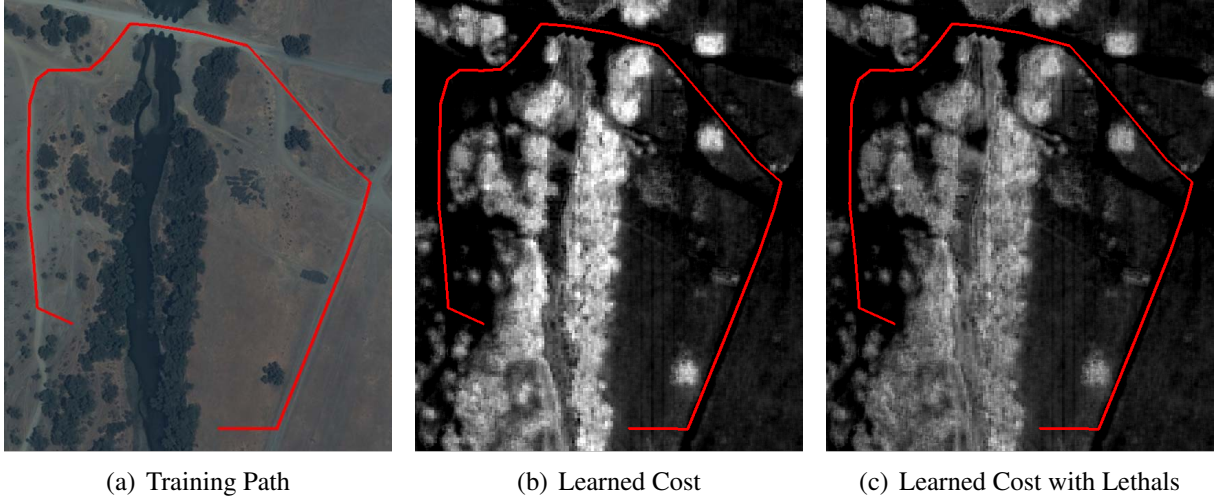 (a) Training Path
(b) Learned Cost
(c) Learned Cost with Lethals